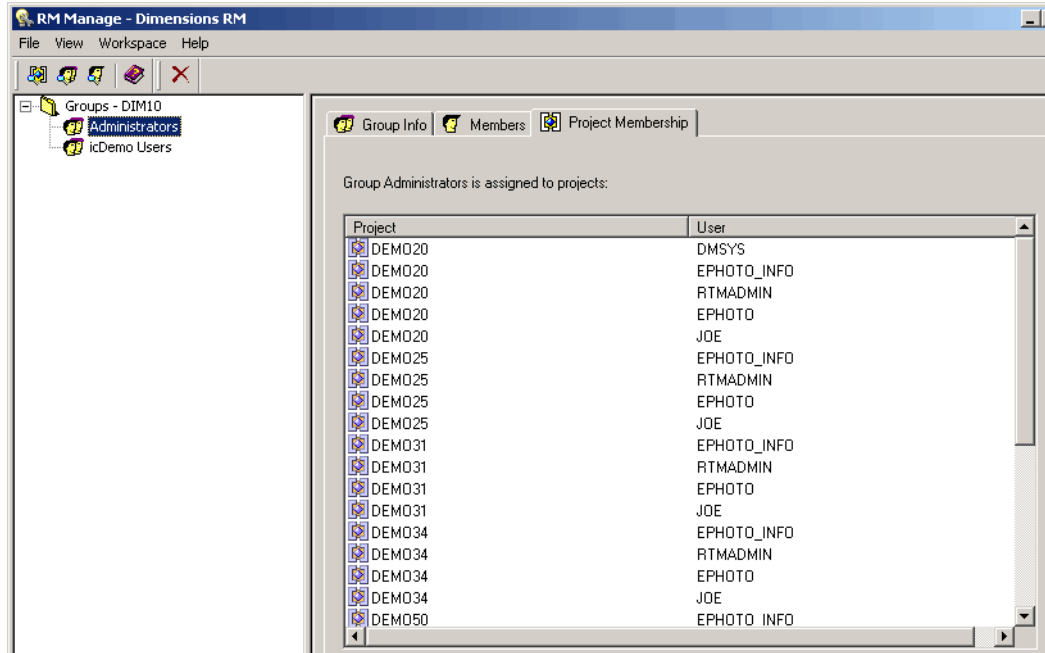 RM Manage - Dimensions RM
File View Workspace Help
Groups - DIM10
Administrators
icDemo Users
Group Info Members Project Membership
Group Administrators is assigned to projects:
Project User
DEMO20 DMSYS
DEMO20 EPHOTO_INFO
DEMO20 RTMADMIN
DEMO20 EPHOTO
DEMO20 JOE
DEMO25 EPHOTO_INFO
DEMO25 RTMADMIN
DEMO25 EPHOTO
DEMO25 JOE
DEMO31 EPHOTO_INFO
DEMO31 RTMADMIN
DEMO31 EPHOTO
DEMO31 JOE
DEMO34 EPHOTO_INFO
DEMO34 RTMADMIN
DEMO34 EPHOTO
DEMO34 JOE
DEMO50 EPHOTO_INFO